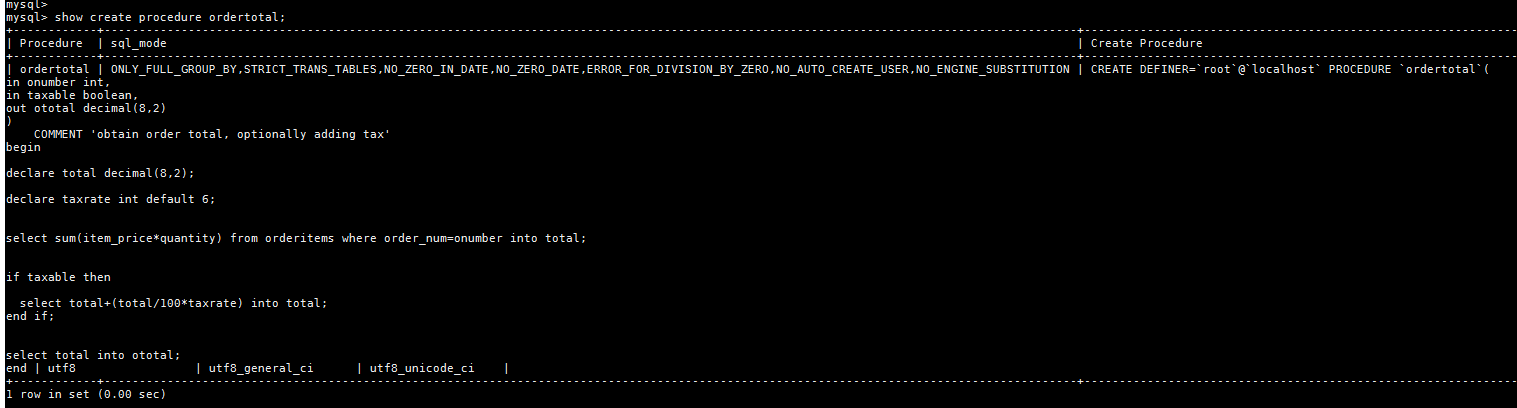 mysql>
mysql> show create procedure ordertotal;
+-----------+------------------------------------------------------------------------------------------------------------------------------------------------+----------------------------------------------------------------
| Procedure | sql_mode | Create Procedure
+-----------+------------------------------------------------------------------------------------------------------------------------------------------------+----------------------------------------------------------------
| ordertotal | ONLY_FULL_GROUP_BY,STRICT_TRANS_TABLES,NO_ZERO_IN_DATE,NO_ZERO_DATE,ERROR_FOR_DIVISION_BY_ZERO,NO_AUTO_CREATE_USER,NO_ENGINE_SUBSTITUTION | CREATE DEFINER=`root`@`localhost` PROCEDURE `ordertotal`(
in onumber int,
in taxable boolean,
out ototal decimal(8,2)
)
    COMMENT 'obtain order total, optionally adding tax'
begin
declare total decimal(8,2);
declare taxrate int default 6;
select sum(item_price*quantity) from orderitems where order_num=onumber into total;
if taxable then
  select total+(total/100*taxrate) into total;
end if;
select total into ototal;
end | utf8 | utf8_general_ci | utf8_unicode_ci |
+-----------+------------------------------------------------------------------------------------------------------------------------------------------------+----------------------------------------------------------------
1 row in set (0.00 sec)